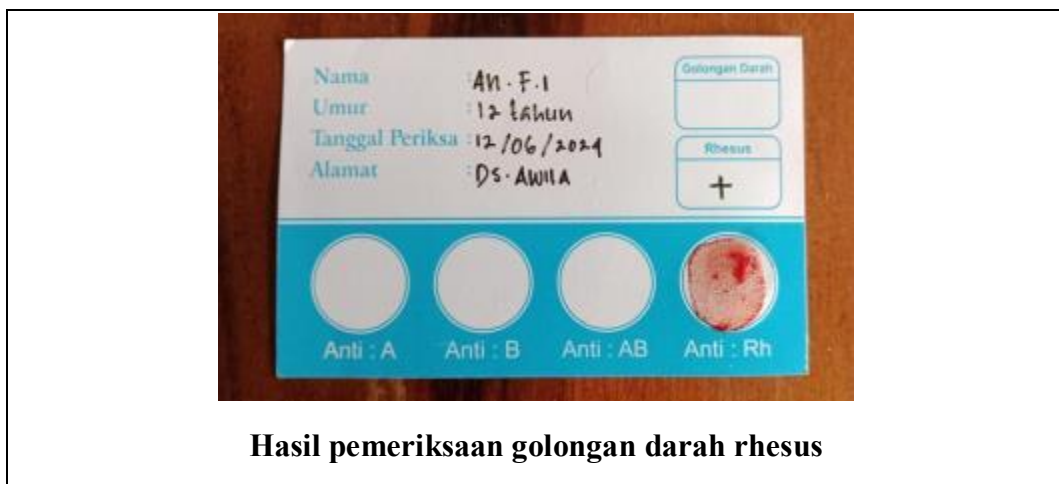 Nama : An. F.I
Umur : 12 tahun
Tanggal Periksa : 12/06/2024
Alamat : Ds. AWIIA
Golongan Darah
Rhesus
+
Anti : A Anti : B Anti : AB Anti : Rh
Hasil pemeriksaan golongan darah rhesus